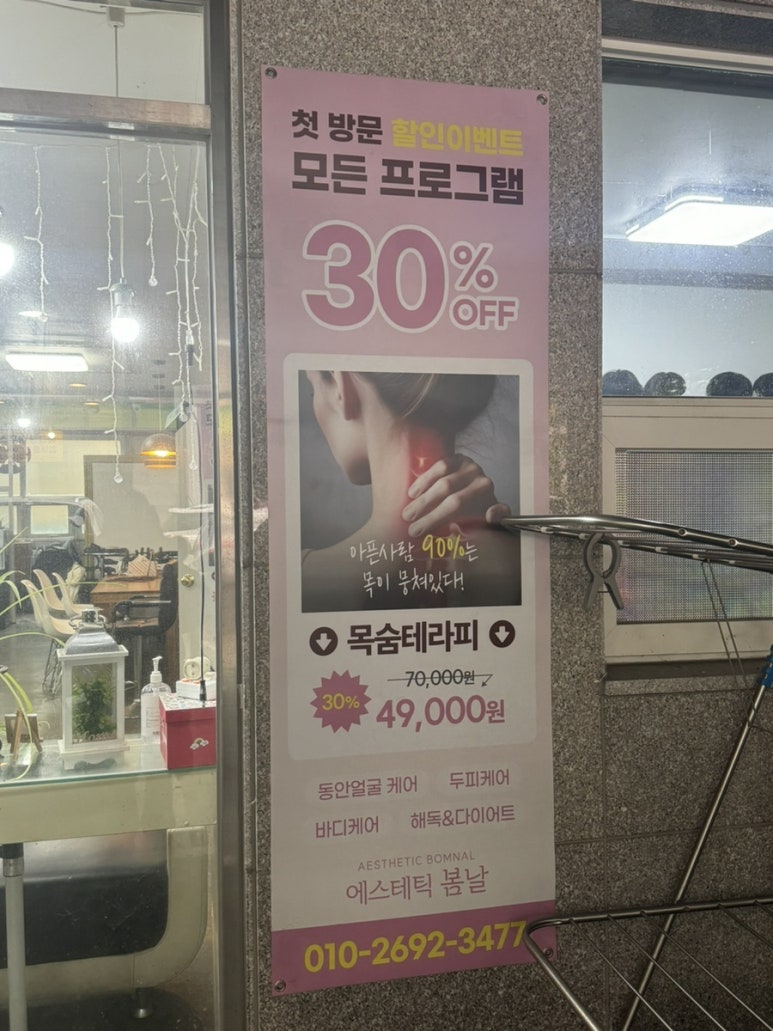 첫 방문 할인이벤트
모든 프로그램
30% OFF
아픈사람 90%는
목이 뭉쳐있다!
목숨테라피
70,000원
30% 49,000원
동안얼굴 케어 두피케어
바디케어 해독&다이어트
AESTHETIC BOMNAL
에스테틱 봄날
010-2692-3477